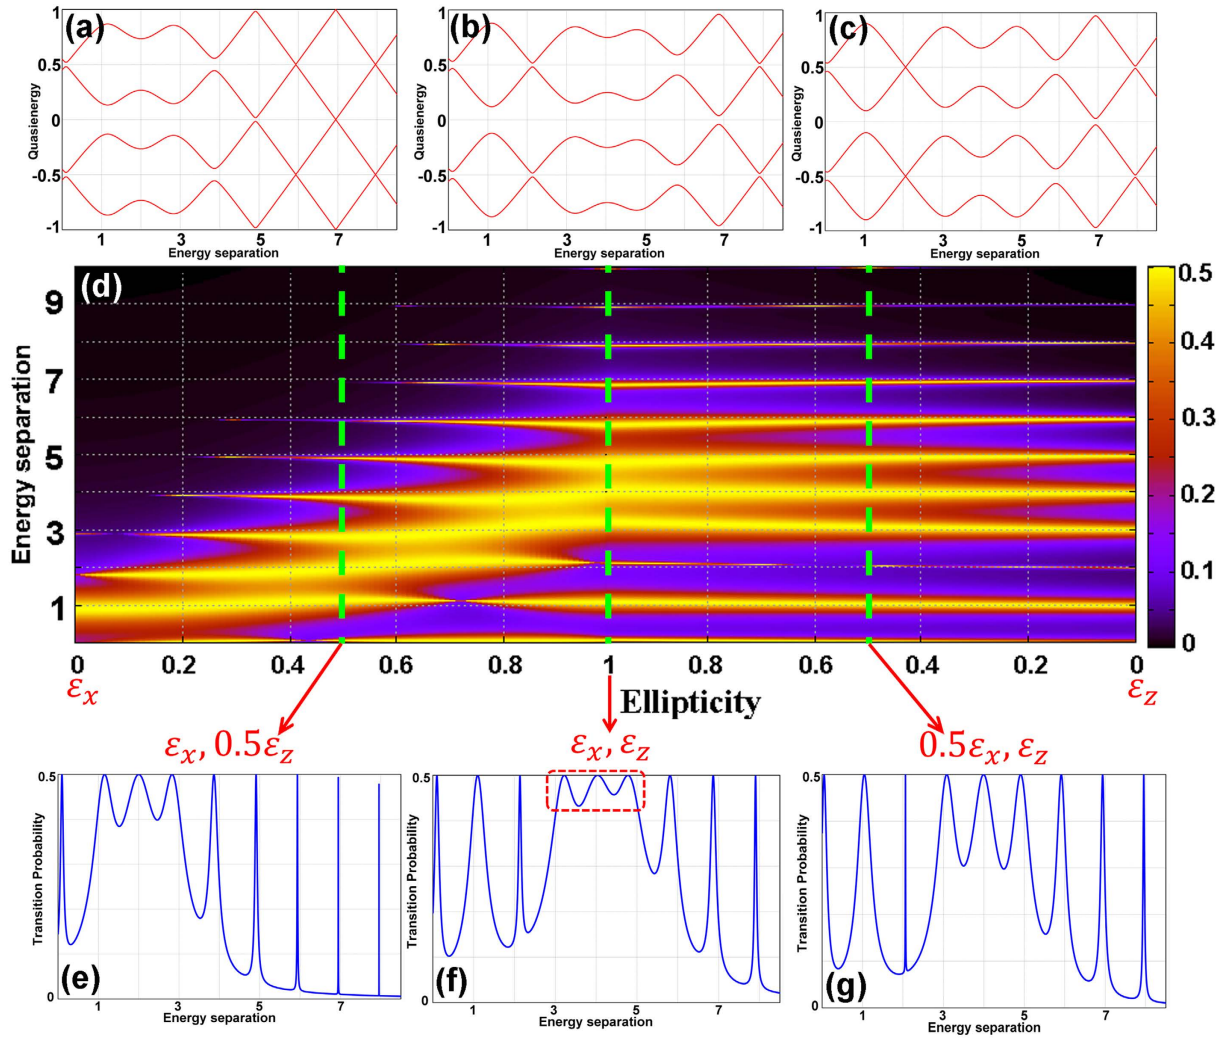 (a)
1
0.5
0
-0.5
-1
Quasienergy
1 3 5 7
Energy separation
(b)
1
0.5
0
-0.5
-1
Quasienergy
1 3 5 7
Energy separation
(c)
1
0.5
0
-0.5
-1
Quasienergy
1 3 5 7
Energy separation
(d)
9
7
5
3
1
Energy separation
0.5
0.4
0.3
0.2
0.1
0
0 0.2 0.4 0.6 0.8 1 0.8 0.6 0.4 0.2 0
εx
Ellipticity
εz
εx, 0.5εz
εx, εz
0.5εx, εz
0.5
Transition Probability
0
(e)
1 3 5 7
Energy separation
0.5
Transition Probability
0
(f)
1 3 5 7
Energy separation
0.5
Transition Probability
0
(g)
1 3 5 7
Energy separation